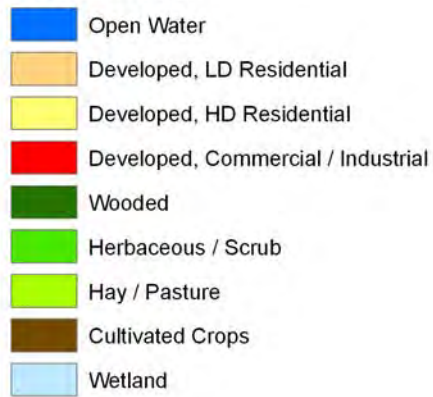 Open Water
Developed, LD Residential
Developed, HD Residential
Developed, Commercial / Industrial
Wooded
Herbaceous / Scrub
Hay / Pasture
Cultivated Crops
Wetland